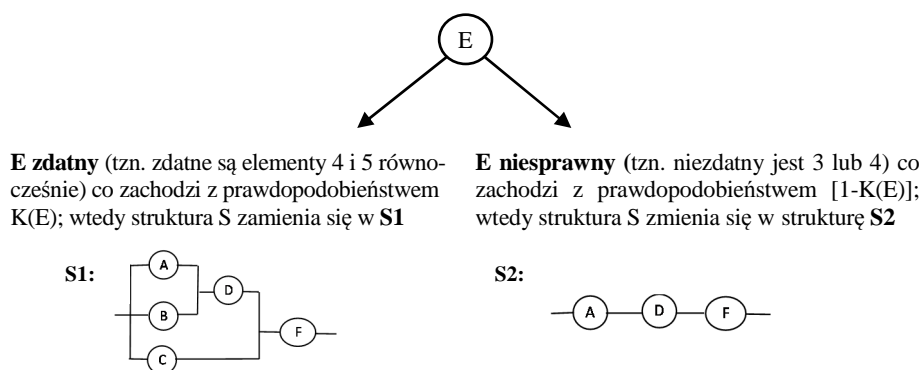 E
E zdatny (tzn. zdatne są elementy 4 i 5 równo-
cześnie) co zachodzi z prawdopodobieństwem
K(E); wtedy struktura S zamienia się w S1
E niesprawny (tzn. niezdatny jest 3 lub 4) co
zachodzi z prawdopodobieństwem [1-K(E)];
wtedy struktura S zmienia się w strukturę S2
S1:
A
D
B
F
C
S2:
A
D
F